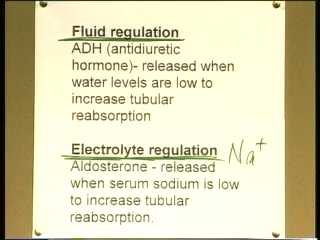 Fluid regulation
ADH (antidiuretic
hormone)- released when
water levels are low to
increase tubular
reabsorption
Electrolyte regulation Na+
Aldosterone - released
when serum sodium is low
to increase tubular
reabsorption.